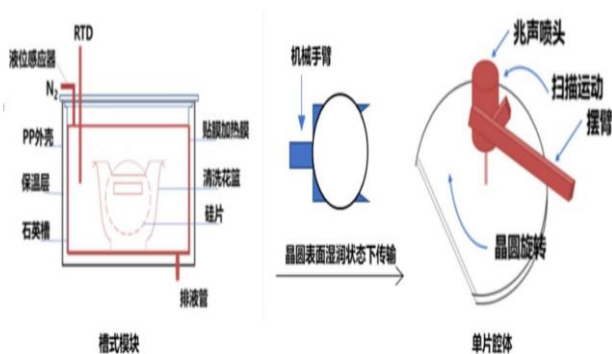 RTD
液位感应器
N₂
PP外壳
保温层
石英槽
贴膜加热膜
清洗花篮
硅片
排液管
槽式模块
机械手臂
晶圆表面湿润状态下传输
兆声喷头
扫描运动
摆臂
晶圆旋转
单片腔体